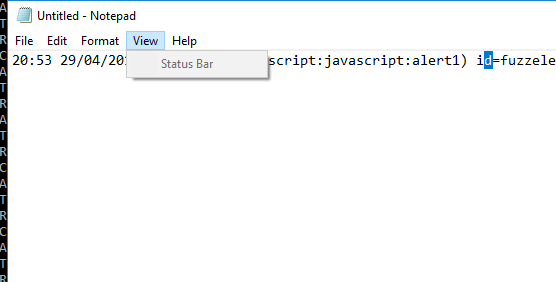 Untitled - Notepad
File Edit Format View Help
Status Bar
20:53 29/04/20 script:javascript:alert1) id=fuzzele
A
T
R
C
A
T
R
A
T
R
C
A
T
R
C
A
T
R